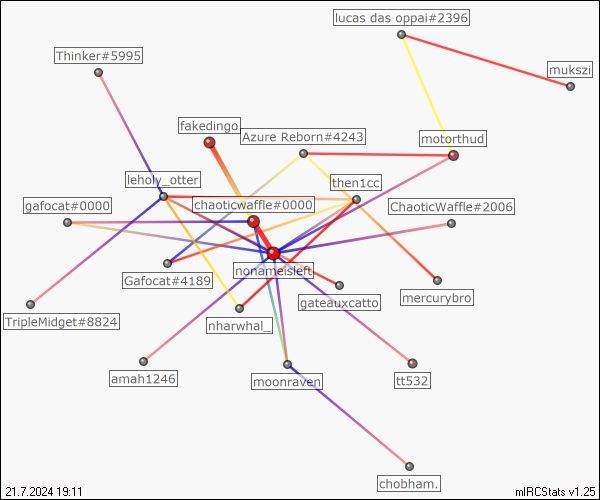 lucas das oppai#2396
Thinker#5995
mukszi
fakedingo
Azure Reborn#4243
motorthud
leholy_otter
then1cc
gafocat#0000
chaoticwaffle#0000
ChaoticWaffle#2006
nonameisleft
Gafocat#4189
gateauxcatto
mercurybro
TripleMidget#8824
nharwhal_
amah1246
moonraven
tt532
chobham.
21.7.2024 19:11
mIRCStats v1.25